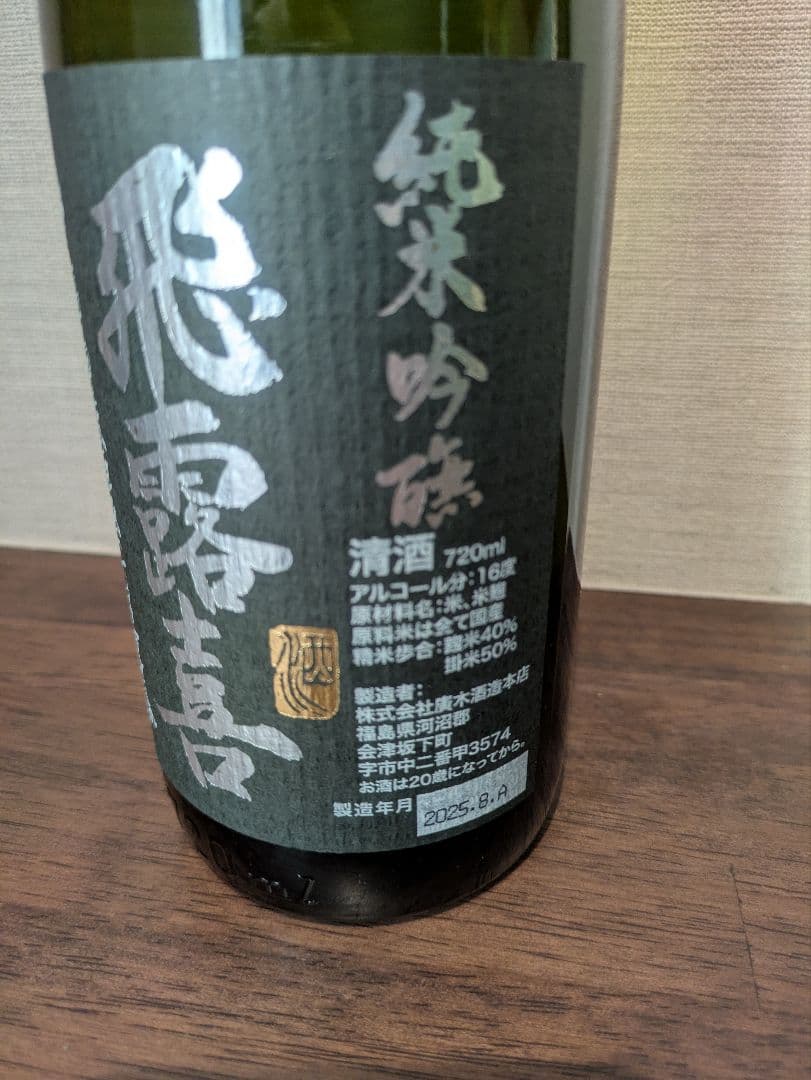 飛露喜
純米吟醸
酒
清酒 720ml
アルコール分：16度
原材料名：米、米麹
原料米は全て国産
精米歩合：麹米40%
掛米50%
製造者：
株式会社廣木酒造本店
福島県河沼郡
会津坂下町
字市中二番甲3574
お酒は20歳になってから。
製造年月 2025.8.A